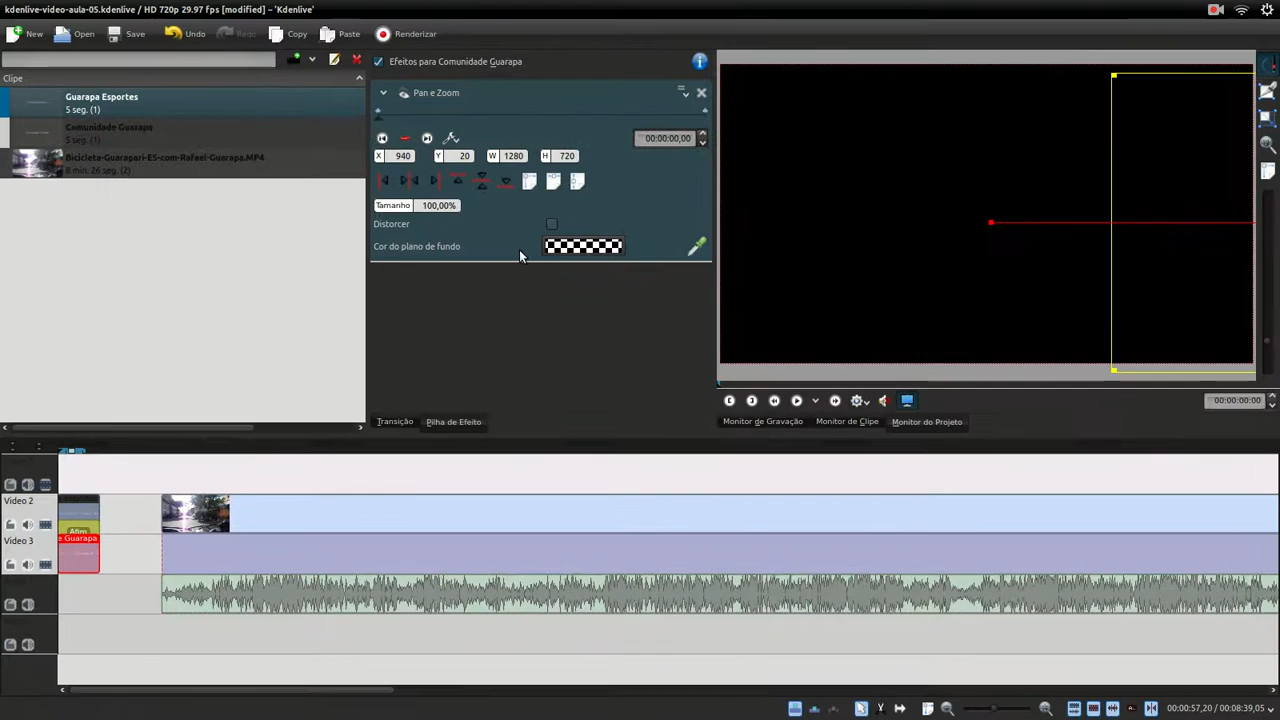 kdenlive-video-aula-05.kdenlive / HD 720p 29.97 fps [modified] – 'Kdenlive'
New Open Save Undo Redo Copy Paste Renderizar
Clipe
Guarapa Esportes
5 seg. (1)
Comunidade Guarapa
5 seg. (1)
Bicicleta-Guarapari-ES-com-Rafael-Guarapa.MP4
8 min. 26 seg. (2)
Efeitos para Comunidade Guarapa
Pan e Zoom
00:00:00,00
X 940 Y 20 W 1280 H 720
Tamanho 100,00%
Distorcer
Cor do plano de fundo
Transição Pilha de Efeito
00:00:00:00
Monitor de Gravação Monitor de Clipe Monitor do Projeto
Video 2
Afim
Video 3
e Guarapa
00:00:57,20 / 00:08:39,05